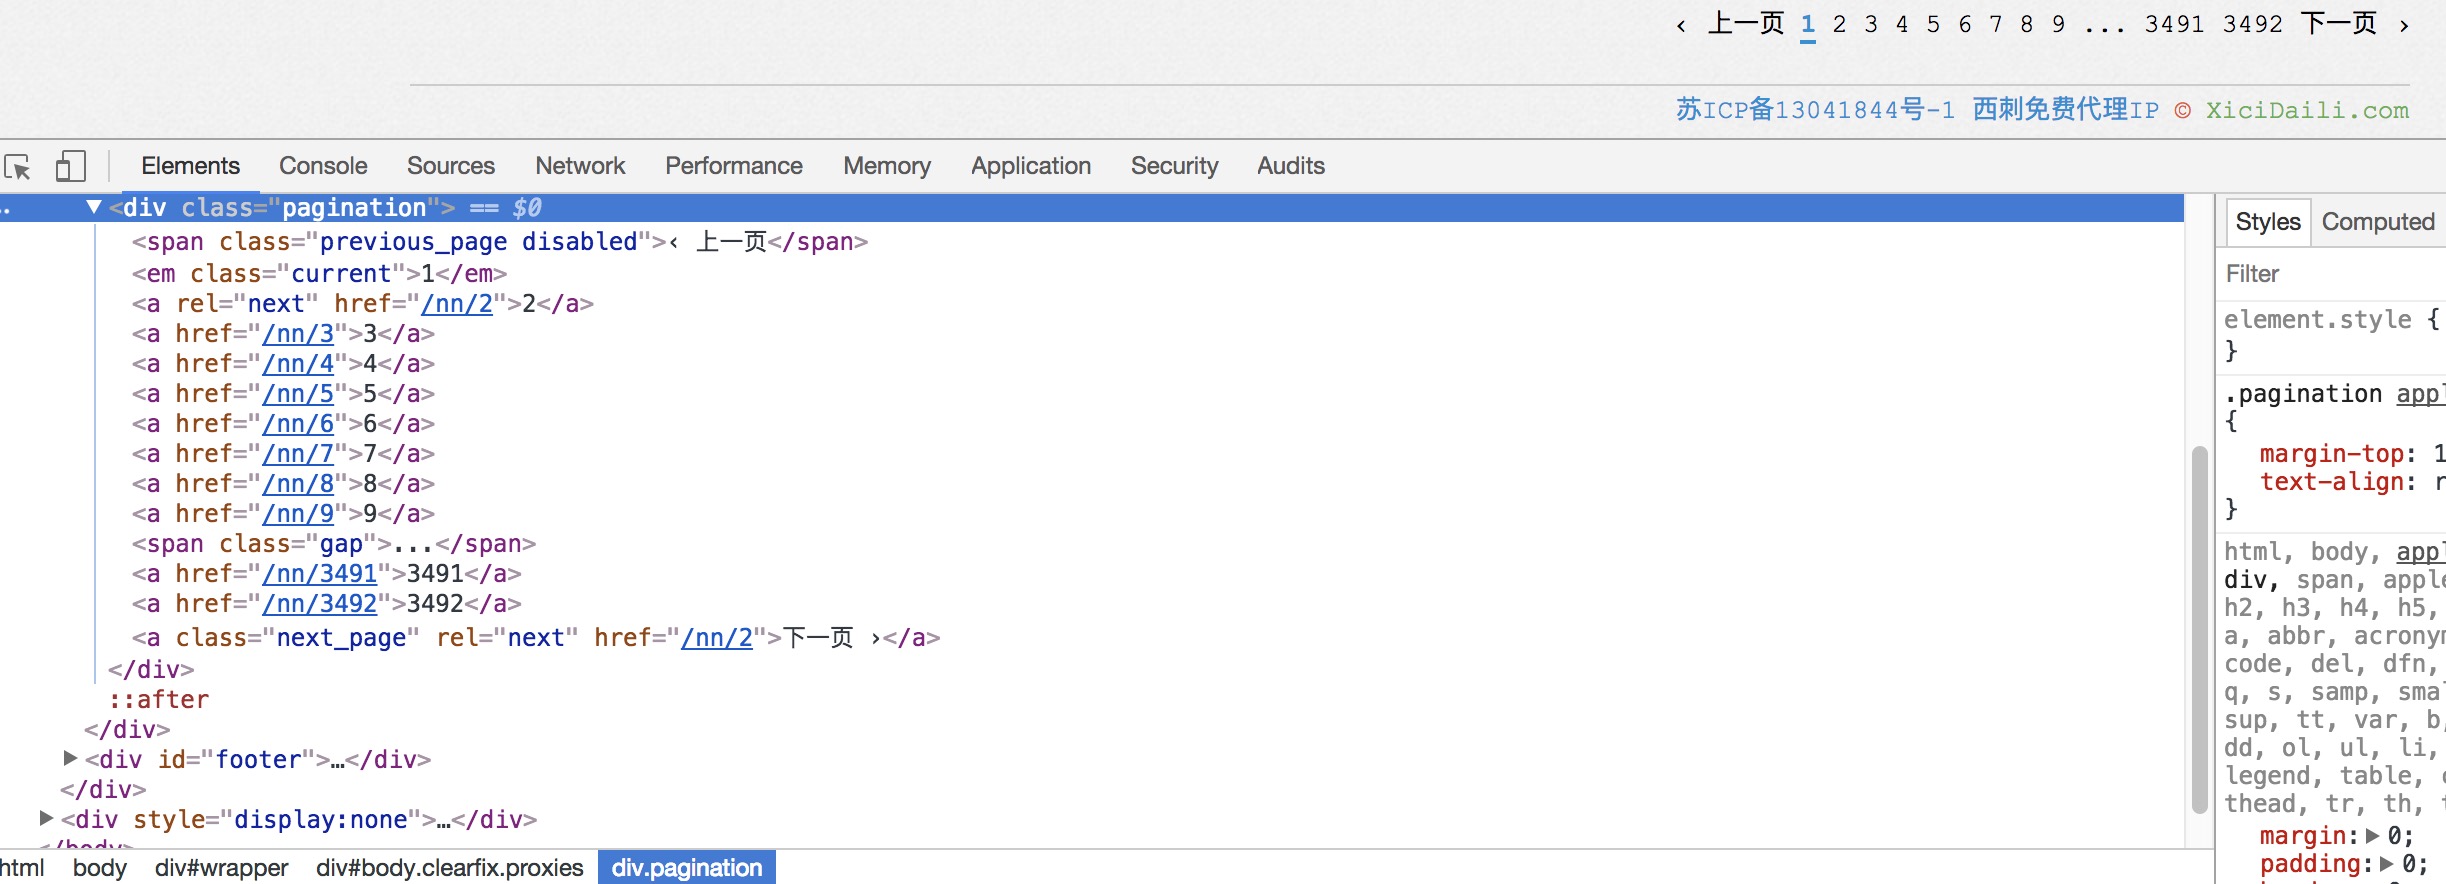 ‹ 上一页 1 2 3 4 5 6 7 8 9 ... 3491 3492 下一页 ›
苏ICP备13041844号-1 西刺免费代理IP © XiciDaili.com
Elements Console Sources Network Performance Memory Application Security Audits
<div class="pagination"> == $0
<span class="previous_page disabled">‹ 上一页</span>
<em class="current">1</em>
<a rel="next" href="/nn/2">2</a>
<a href="/nn/3">3</a>
<a href="/nn/4">4</a>
<a href="/nn/5">5</a>
<a href="/nn/6">6</a>
<a href="/nn/7">7</a>
<a href="/nn/8">8</a>
<a href="/nn/9">9</a>
<span class="gap">...</span>
<a href="/nn/3491">3491</a>
<a href="/nn/3492">3492</a>
<a class="next_page" rel="next" href="/nn/2">下一页 ›</a>
</div>
::after
</div>
<div id="footer">…</div>
</div>
<div style="display:none">…</div>
</body>
html body div#wrapper div#body.clearfix.proxies div.pagination
Styles Computed
Filter
element.style {
}
.pagination appl
{
margin-top: 1
text-align: r
}
html, body, appl
div, span, apple
h2, h3, h4, h5,
a, abbr, acronym
code, del, dfn,
q, s, samp, smal
sup, tt, var, b,
dd, ol, ul, li,
legend, table,
thead, tr, th,
margin: 0;
padding: 0;